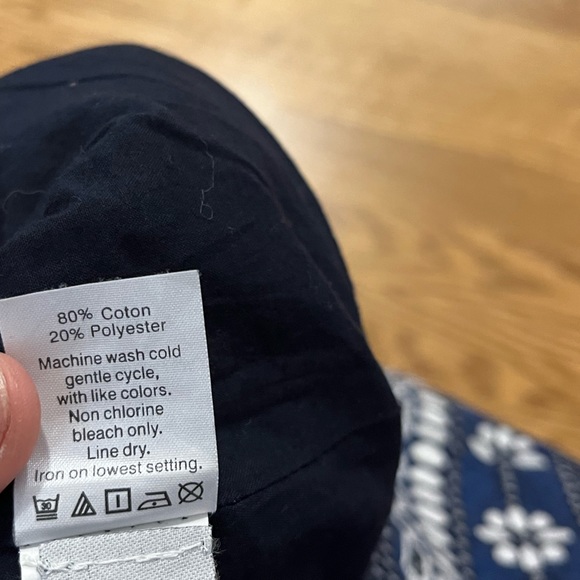 80% Coton
20% Polyester
Machine wash cold
gentle cycle,
with like colors.
Non chlorine
bleach only.
Line dry.
Iron on lowest setting.
30